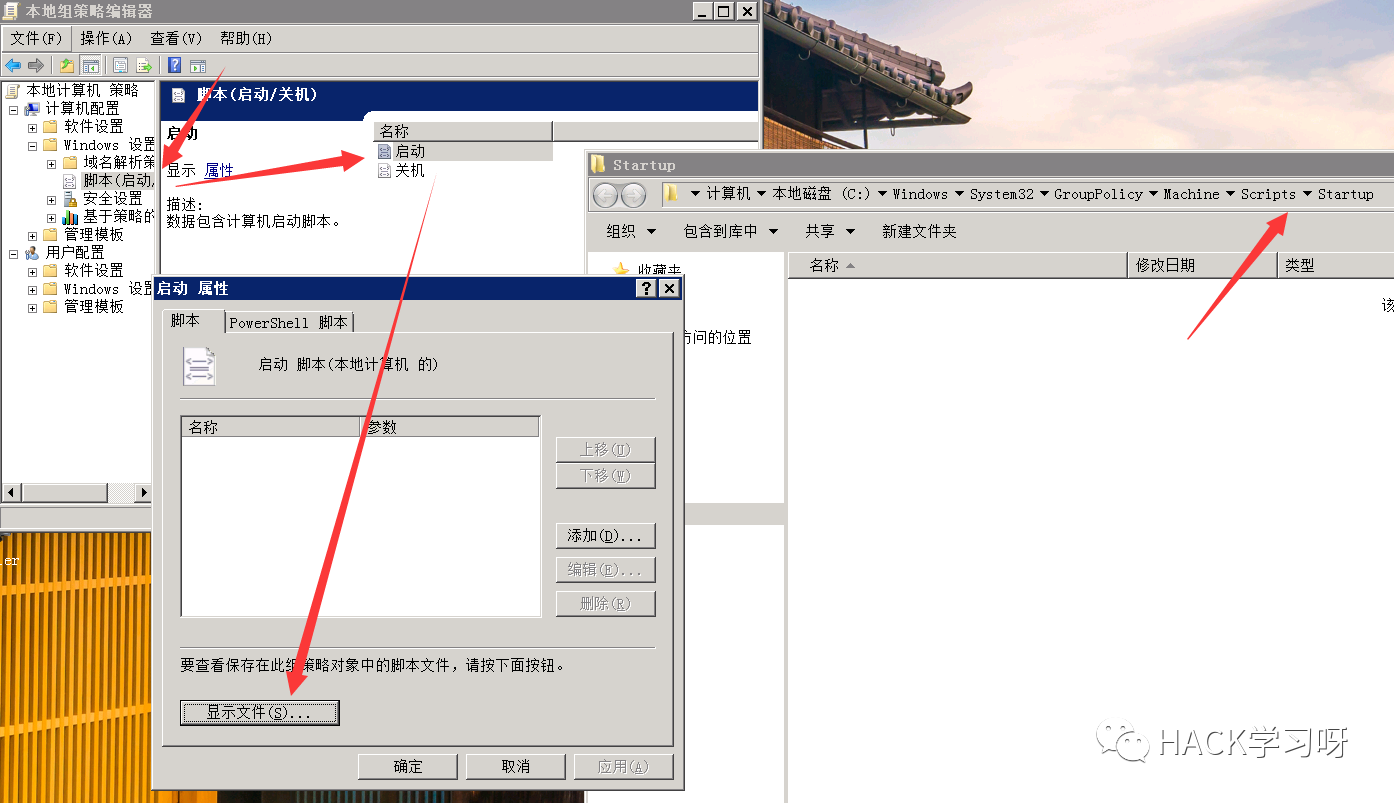 本地组策略编辑器
文件(F) 操作(A) 查看(V) 帮助(H)
本地计算机 策略
计算机配置
软件设置
Windows 设置
域名解析策
脚本(启动/
安全设置
基于策略的
管理模板
用户配置
软件设置
Windows 设置
管理模板
脚本(启动/关机)
启动
显示 属性
描述:
数据包含计算机启动脚本。
名称
启动
关机
Startup
计算机 本地磁盘 (C:) Windows System32 GroupPolicy Machine Scripts Startup
组织 包含到库中 共享 新建文件夹
收藏夹
访问的位置
名称 修改日期 类型
该
启动 属性
脚本 PowerShell 脚本
启动 脚本(本地计算机 的)
名称 参数
上移(U)
下移(W)
添加(D)...
编辑(E)...
删除(R)
要查看保存在此组策略对象中的脚本文件，请按下面按钮。
显示文件(S)...
确定 取消 应用(A)
er
HACK学习呀